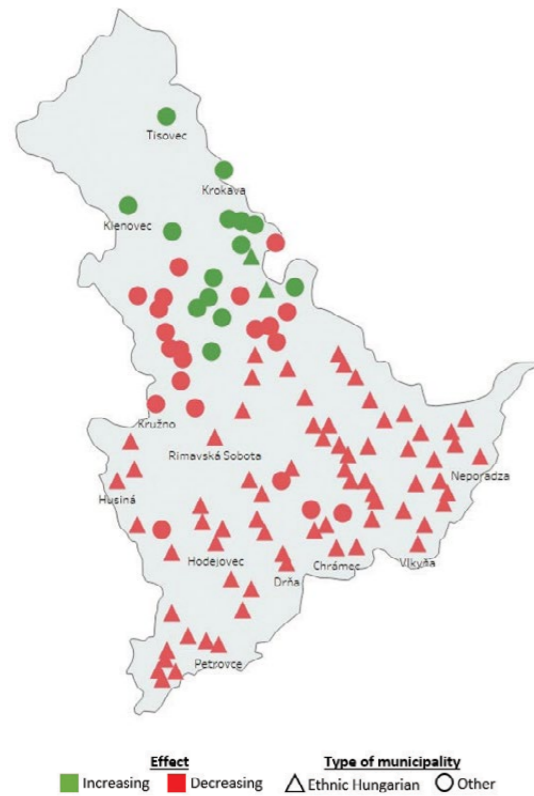 Tisovec
Krokava
Klenovec
Kružno
Rimavská Sobota
Neporadza
Husiná
Hodejovec
Drňa
Chrámec
Vlkyňa
Petrovce
Effect
Type of municipality
Increasing
Decreasing
Ethnic Hungarian
Other